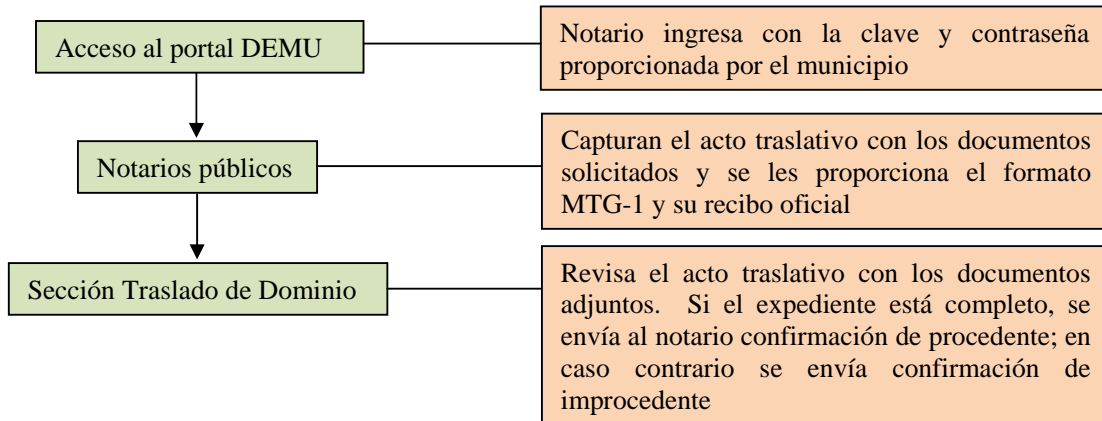 Acceso al portal DEMU
Notario ingresa con la clave y contraseña
proporcionada por el municipio
Notarios públicos
Capturan el acto traslativo con los documentos
solicitados y se les proporciona el formato
MTG-1 y su recibo oficial
Sección Traslado de Dominio
Revisa el acto traslativo con los documentos
adjuntos. Si el expediente está completo, se
envía al notario confirmación de procedente; en
caso contrario se envía confirmación de
improcedente